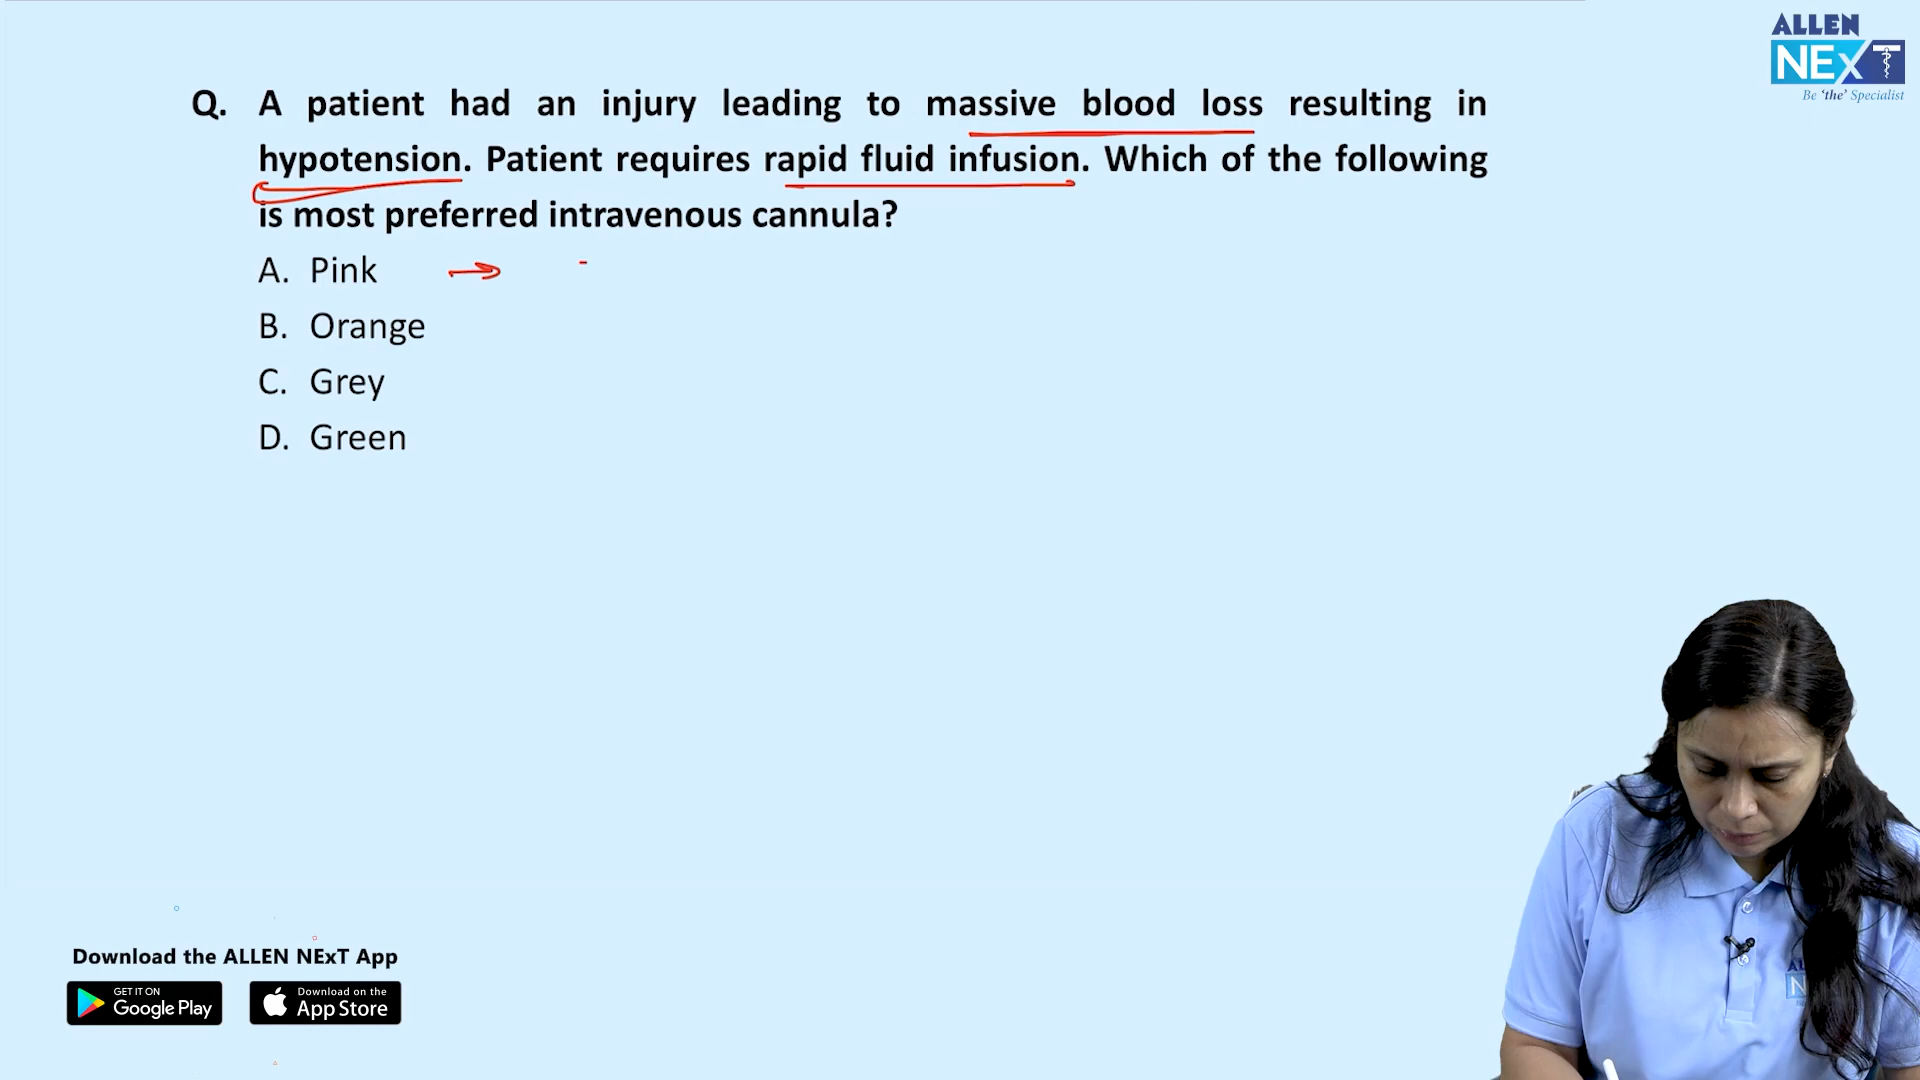 ALLEN
NExT
Be 'the' Specialist
Q. A patient had an injury leading to massive blood loss resulting in
hypotension. Patient requires rapid fluid infusion. Which of the following
is most preferred intravenous cannula?
A. Pink
B. Orange
C. Grey
D. Green
Download the ALLEN NExT App
GET IT ON
Google Play
Download on the
App Store